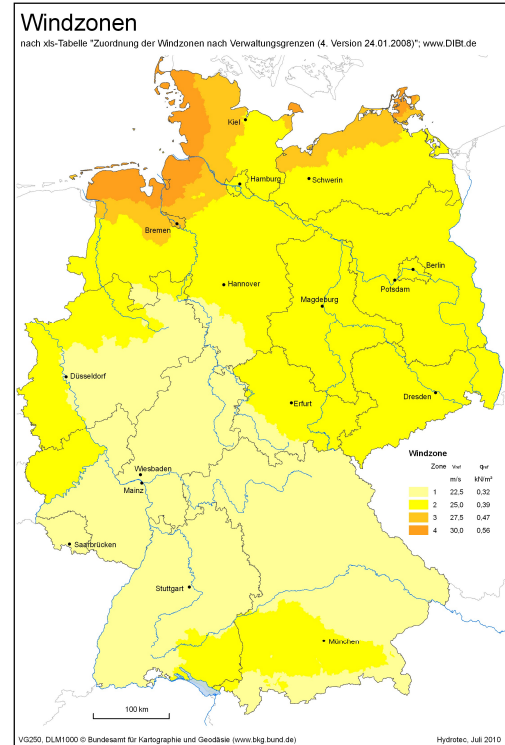 Windzonen
nach xls-Tabelle "Zuordnung der Windzonen nach Verwaltungsgrenzen (4. Version 24.01.2008)"; www.DIBt.de
Kiel
Hamburg
Schwerin
Bremen
Berlin
Potsdam
Hannover
Magdeburg
Düsseldorf
Erfurt
Dresden
Wiesbaden
Mainz
Saarbrücken
Stuttgart
München
Windzone
Zone vref qref
m/s kN/m²
1 22,5 0,32
2 25,0 0,39
3 27,5 0,47
4 30,0 0,56
100 km
VG250, DLM1000 © Bundesamt für Kartographie und Geodäsie (www.bkg.bund.de)
Hydrotec, Juli 2010